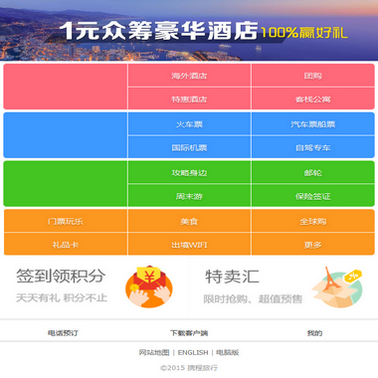 1元众筹豪华酒店 100%赢好礼
海外酒店 团购
特惠酒店 客栈公寓
火车票 汽车票船票
国际机票 自驾专车
攻略身边 邮轮
周末游 保险签证
门票玩乐 美食 全球购
礼品卡 出境WIFI 更多
签到领积分 特卖汇
天天有礼 积分不止 限时抢购、超值预售
电话预订 下载客户端 我的
网站地图 | ENGLISH | 电脑版
©2015 携程旅行